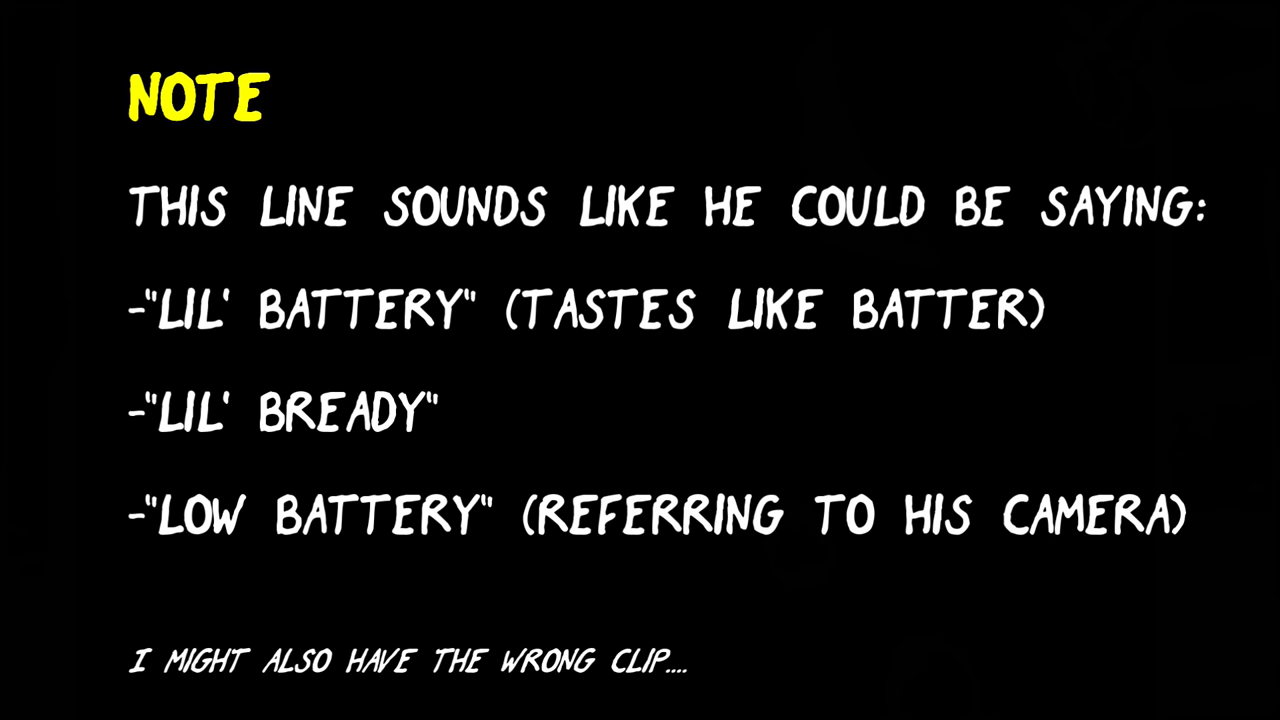 NOTE
THIS LINE SOUNDS LIKE HE COULD BE SAYING:
-"LIL' BATTERY" (TASTES LIKE BATTER)
-"LIL' BREADY"
-"LOW BATTERY" (REFERRING TO HIS CAMERA)
I MIGHT ALSO HAVE THE WRONG CLIP....